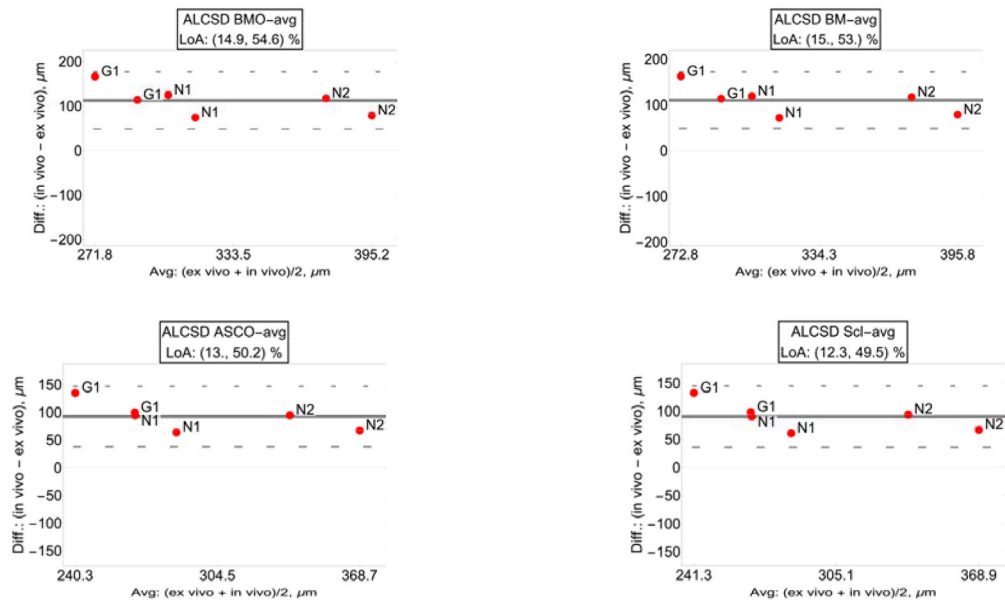 ALCSD BMO-avg
LoA: (14.9, 54.6) %
Diff.: (in vivo − ex vivo), μm
200
100
0
−100
−200
G1
G1
N1
N1
N2
N2
271.8 333.5 395.2
Avg: (ex vivo + in vivo)/2, μm
ALCSD BM-avg
LoA: (15., 53.) %
Diff.: (in vivo − ex vivo), μm
200
100
0
−100
−200
G1
G1
N1
N1
N2
N2
272.8 334.3 395.8
Avg: (ex vivo + in vivo)/2, μm
ALCSD ASCO-avg
LoA: (13., 50.2) %
Diff.: (in vivo − ex vivo), μm
150
100
50
0
−50
−100
−150
G1
G1
N1
N1
N2
N2
240.3 304.5 368.7
Avg: (ex vivo + in vivo)/2, μm
ALCSD Scl-avg
LoA: (12.3, 49.5) %
Diff.: (in vivo − ex vivo), μm
150
100
50
0
−50
−100
−150
G1
G1
N1
N1
N2
N2
241.3 305.1 368.9
Avg: (ex vivo + in vivo)/2, μm